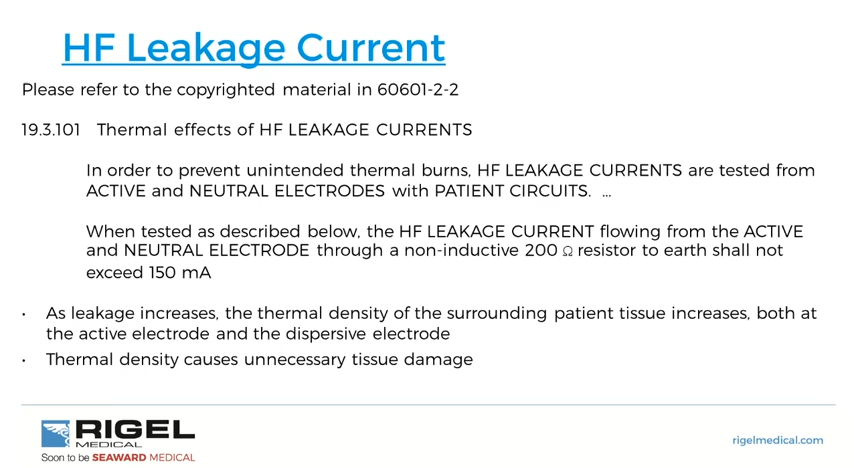 HF Leakage Current
Please refer to the copyrighted material in 60601-2-2
19.3.101 Thermal effects of HF LEAKAGE CURRENTS
In order to prevent unintended thermal burns, HF LEAKAGE CURRENTS are tested from
ACTIVE and NEUTRAL ELECTRODES with PATIENT CIRCUITS. ...
When tested as described below, the HF LEAKAGE CURRENT flowing from the ACTIVE
and NEUTRAL ELECTRODE through a non-inductive 200 Ω resistor to earth shall not
exceed 150 mA
• As leakage increases, the thermal density of the surrounding patient tissue increases, both at
the active electrode and the dispersive electrode
• Thermal density causes unnecessary tissue damage
RIGEL
MEDICAL
Soon to be SEAWARD MEDICAL
rigelmedical.com